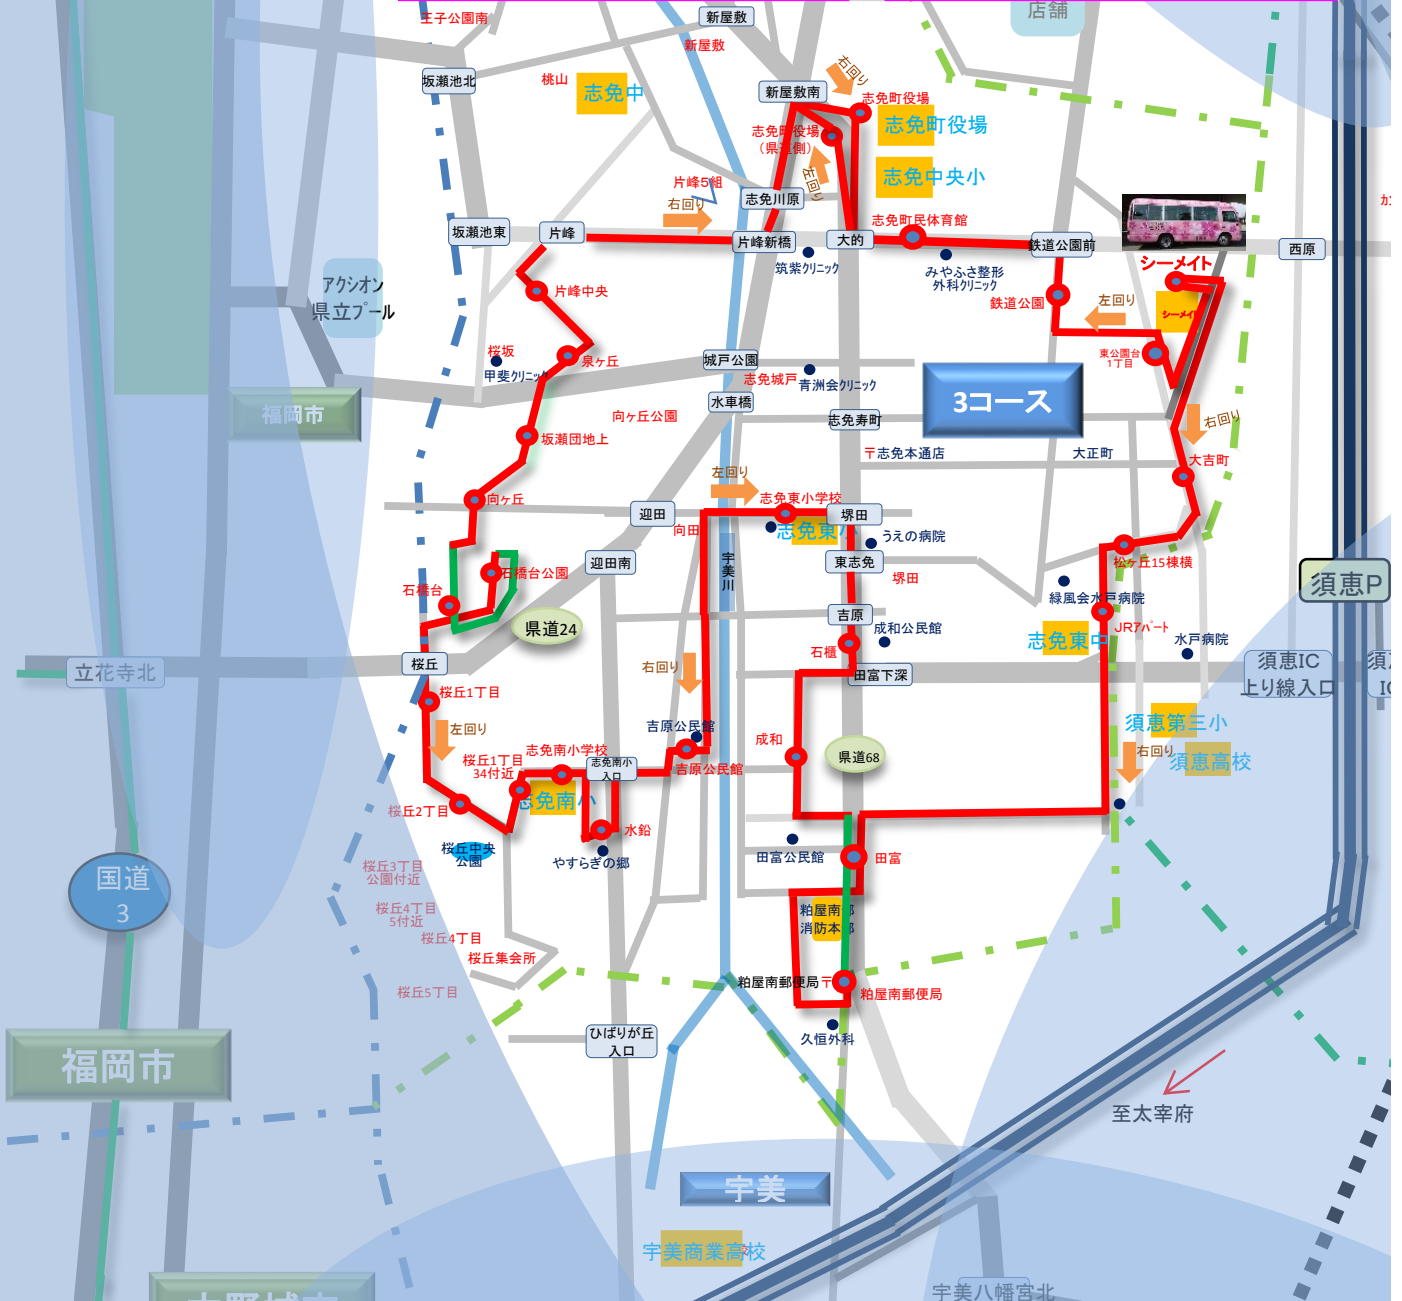 王子公園南
新屋敷
店舗
新屋敷
坂瀬池北
桃山
志免中
右回り
新屋敷南
志免町役場
志免町役場
志免町役場
（県道側）
志免中央小
左回り
片峰5組
右回り
志免川原
志免町民体育館
坂瀬池東
片峰
片峰新橋
大的
鉄道公園前
西原
筑紫クリニック
みやふさ整形
外科クリニック
シーメイト
アクシオン
県立プール
片峰中央
鉄道公園
左回り
シーメイト
桜坂
甲斐クリニック
泉ヶ丘
城戸公園
志免城戸
青洲会クリニック
東公園台
1丁目
福岡市
水車橋
3コース
向ヶ丘公園
志免寿町
右回り
坂瀬団地上
〒志免本通店
大正町
大吉町
左回り
向ヶ丘
志免東小学校
迎田
向田
志免東小
堺田
うえの病院
宇美川
迎田南
東志免
堺田
松ヶ丘15棟横
石橋台公園
石橋台
須恵P
緑風会水戸病院
県道24
吉原
成和公民館
JRアパート
志免東中
水戸病院
石櫃
桜丘
右回り
田富下深
立花寺北
須恵IC
上り線入口
桜丘1丁目
左回り
吉原公民館
須恵第三小
成和
県道68
右回り
須恵高校
志免南小学校
桜丘1丁目
34付近
志免南小
入口
吉原公民館
志免南小
桜丘2丁目
水鉛
桜丘中央
公園
やすらぎの郷
田富公民館
田富
桜丘3丁目
公園付近
国道
3
桜丘4丁目
5付近
粕屋南部
消防本部
桜丘4丁目
桜丘集会所
桜丘5丁目
粕屋南郵便局〒
粕屋南郵便局
ひばりが丘
入口
久恒外科
福岡市
至太宰府
宇美
宇美商業高校
宇美八幡宮北